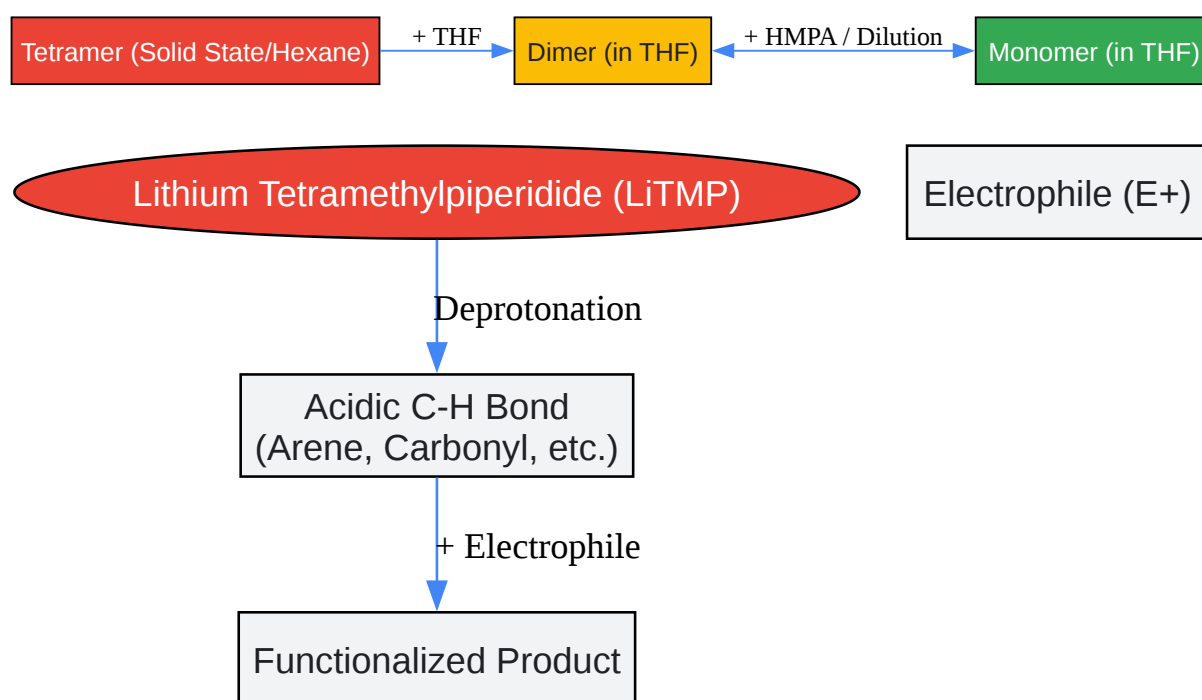 Tetramer (Solid State/Hexane)
+ THF
Dimer (in THF)
+ HMPA / Dilution
Monomer (in THF)
Lithium Tetramethylpiperidide (LiTMP)
Electrophile (E+)
Deprotonation
Acidic C-H Bond
(Arene, Carbonyl, etc.)
+ Electrophile
Functionalized Product